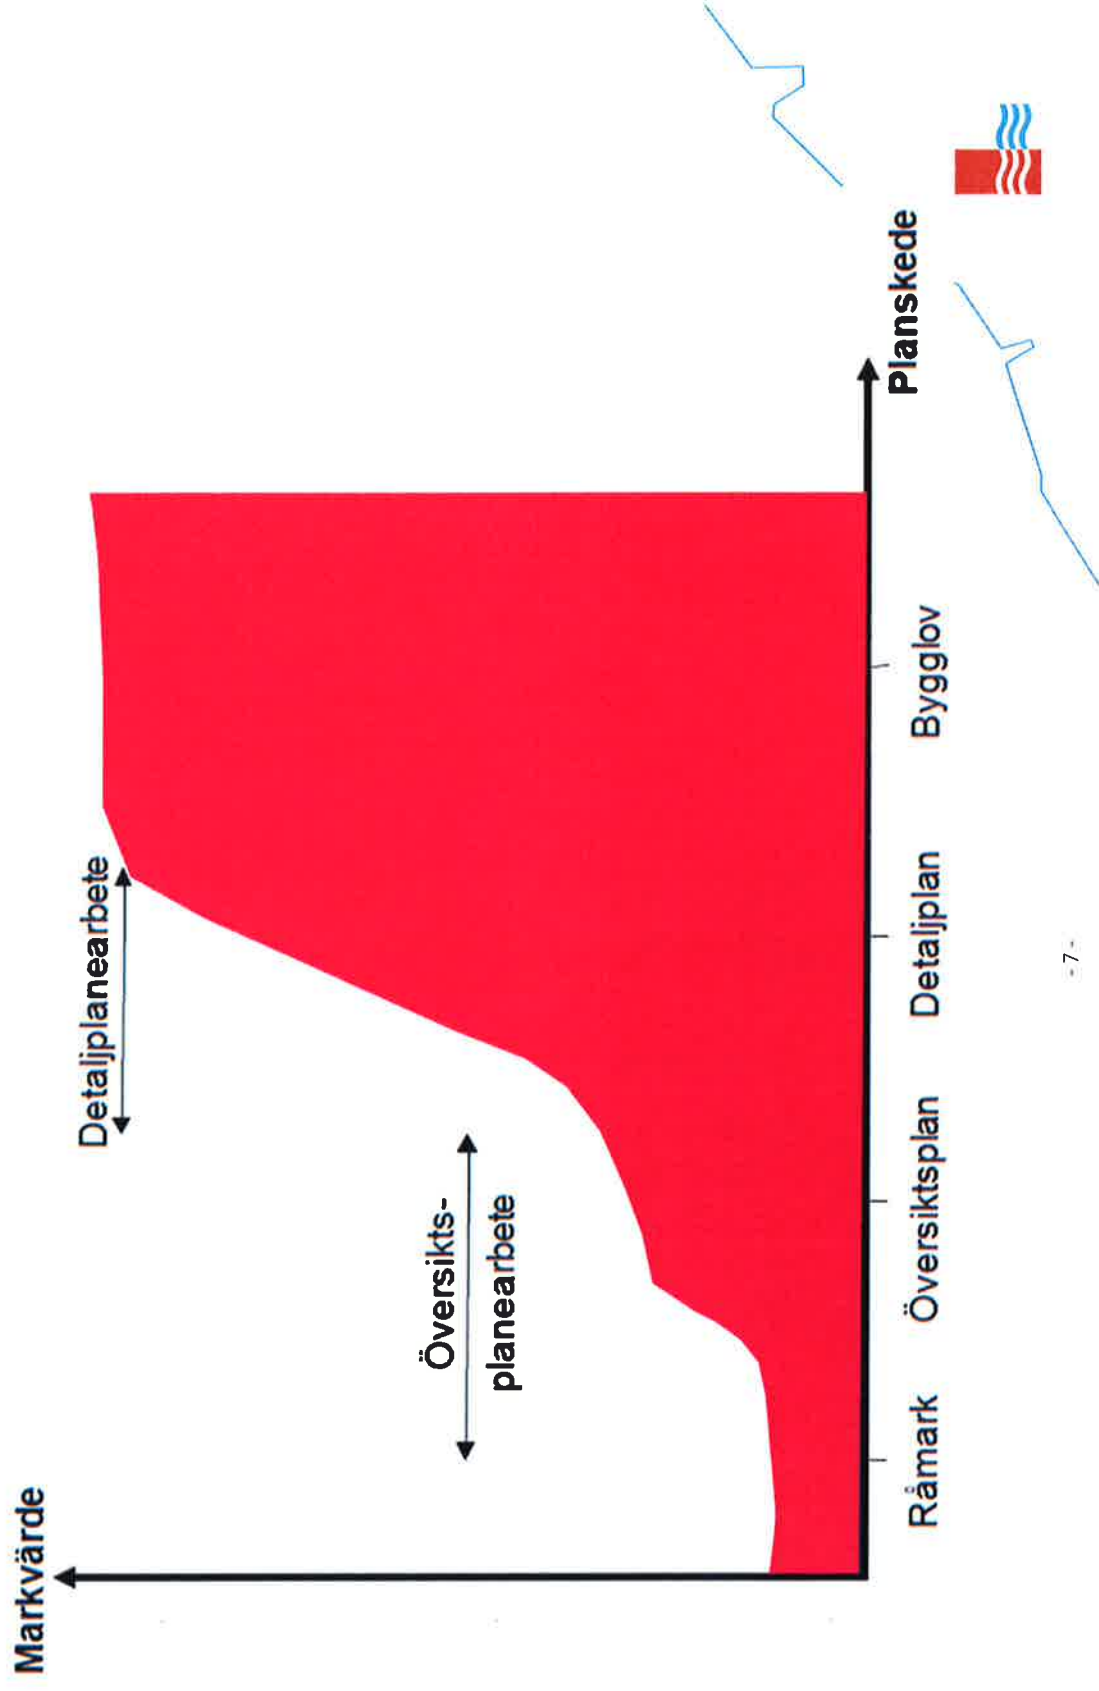 Markvärde
Detaljplanearbete
Översikts-
planearbete
Råmark
Översiktsplan
Detaljplan
Bygglov
Planskede
- 7 -